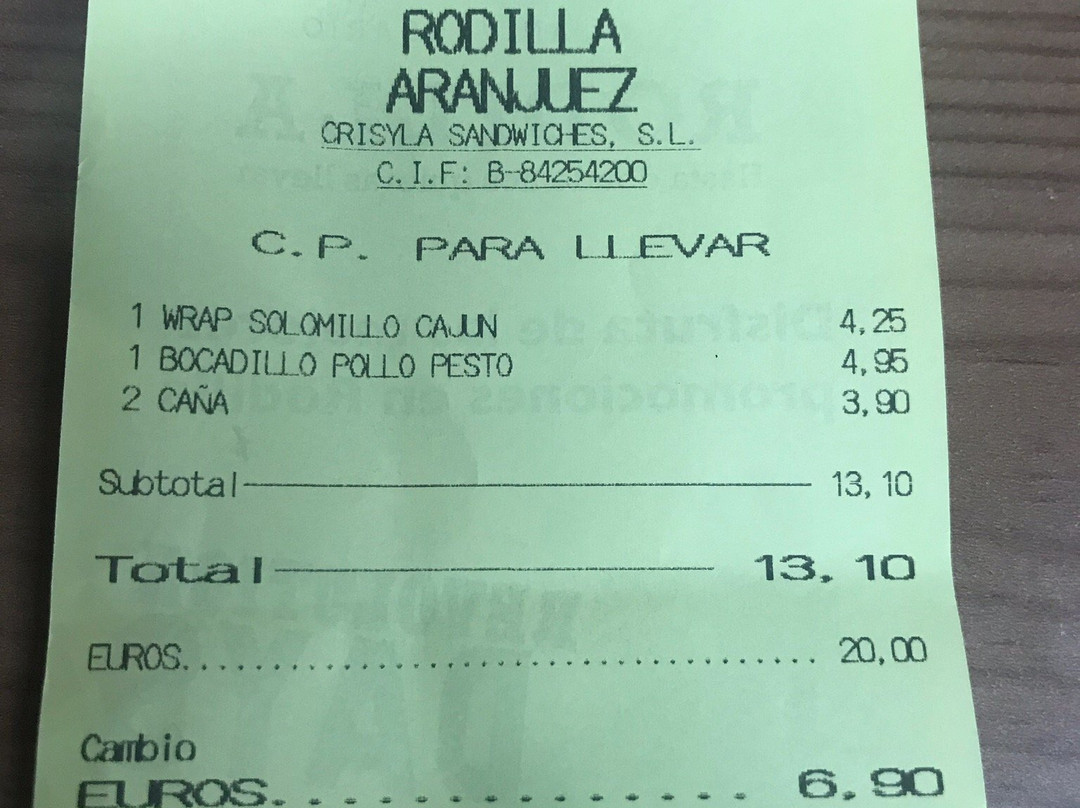 RODILLA
ARANJUEZ
CRISYLA SANDWICHES, S.L.
C.I.F: B-84254200
C.P. PARA LLEVAR
1 WRAP SOLOMILLO CAJUN 4,25
1 BOCADILLO POLLO PESTO 4,95
2 CAÑA 3,90
Subtotal 13,10
Total 13,10
EUROS 20,00
Cambio
EUROS 6,90